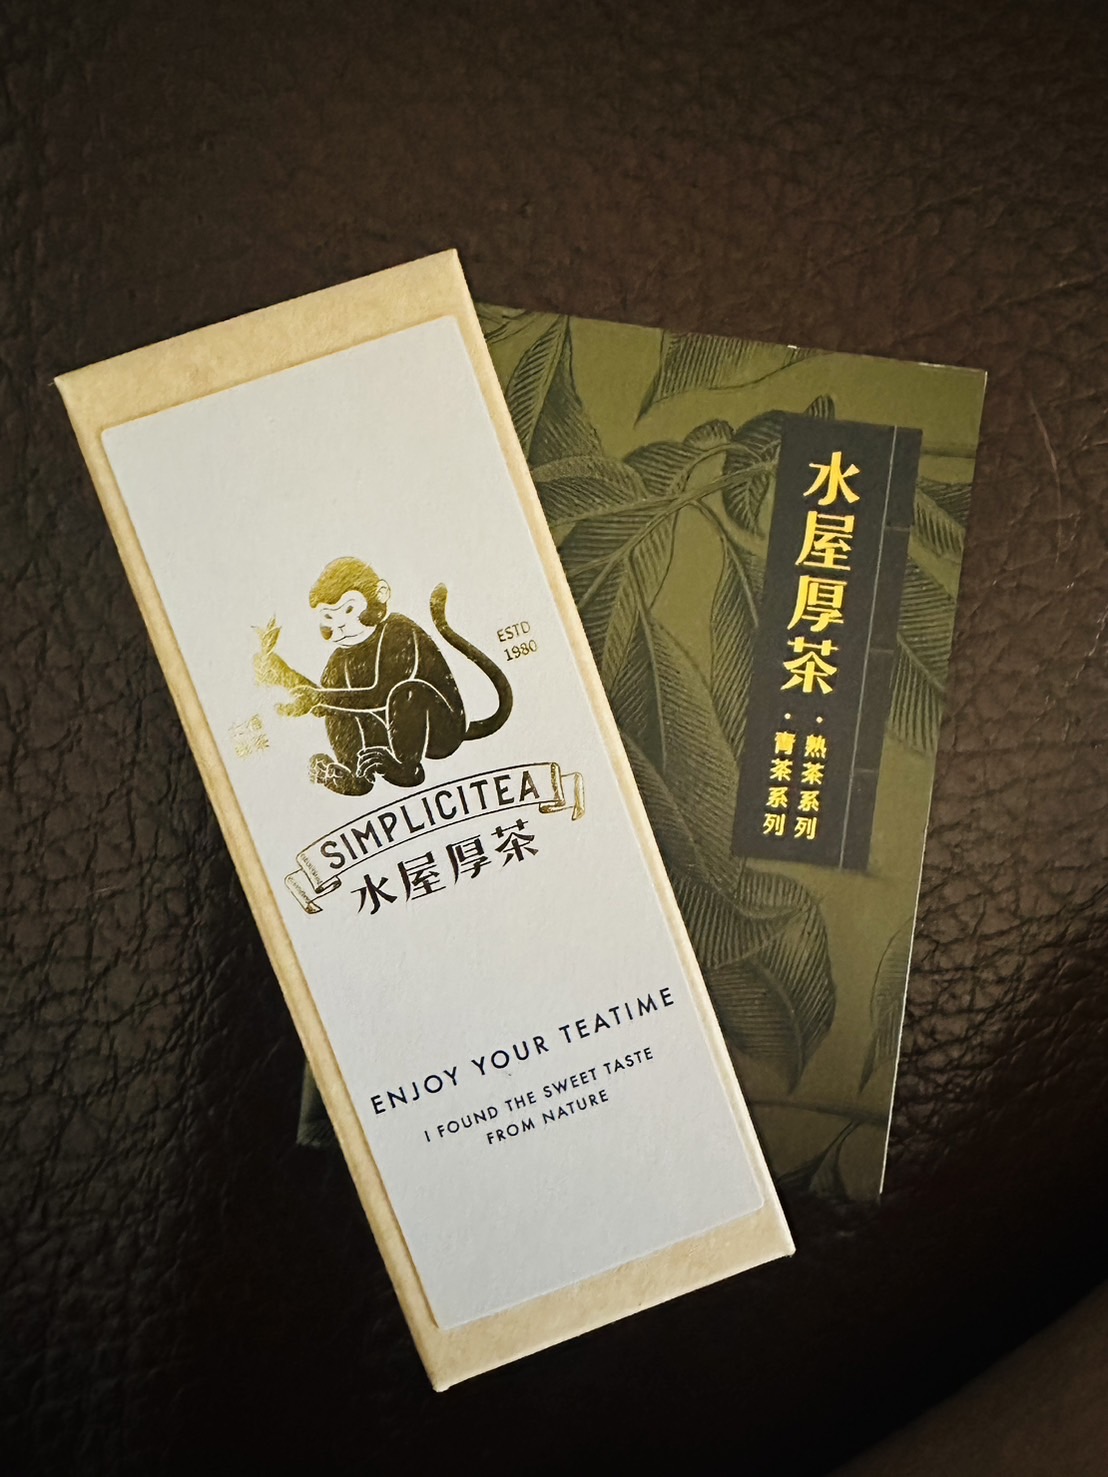 ESTD
1980
SIMPLICITEA
水屋厚茶
ENJOY YOUR TEATIME
I FOUND THE SWEET TASTE
FROM NATURE
水屋厚茶
·熟茶系列
·青茶系列